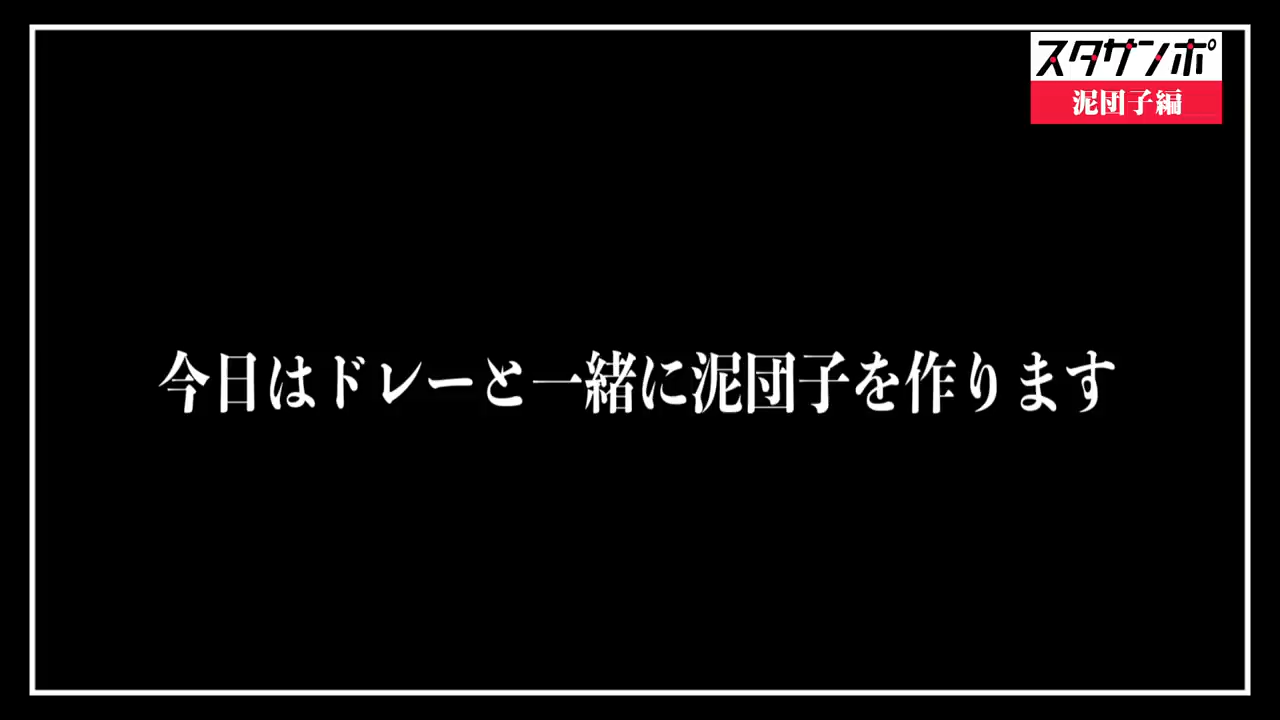 スタサンポ
泥団子編
今日はドレーと一緒に泥団子を作ります